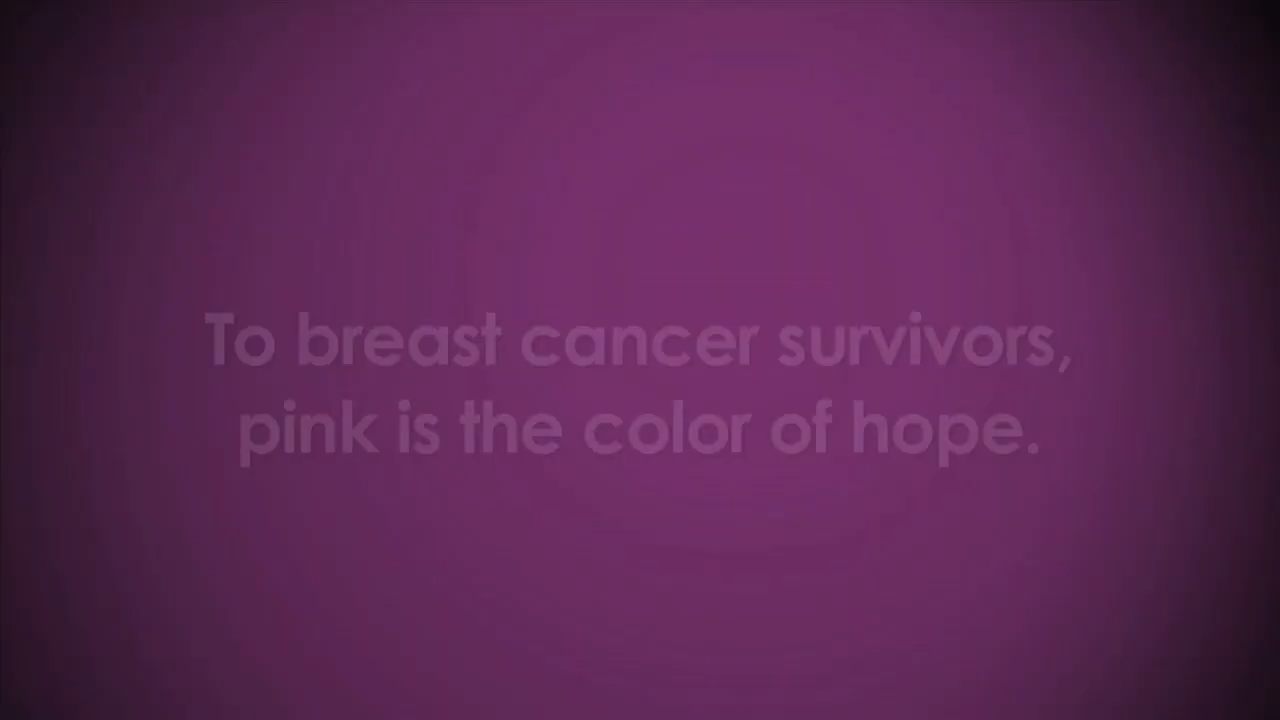 To breast cancer survivors,
pink is the color of hope.